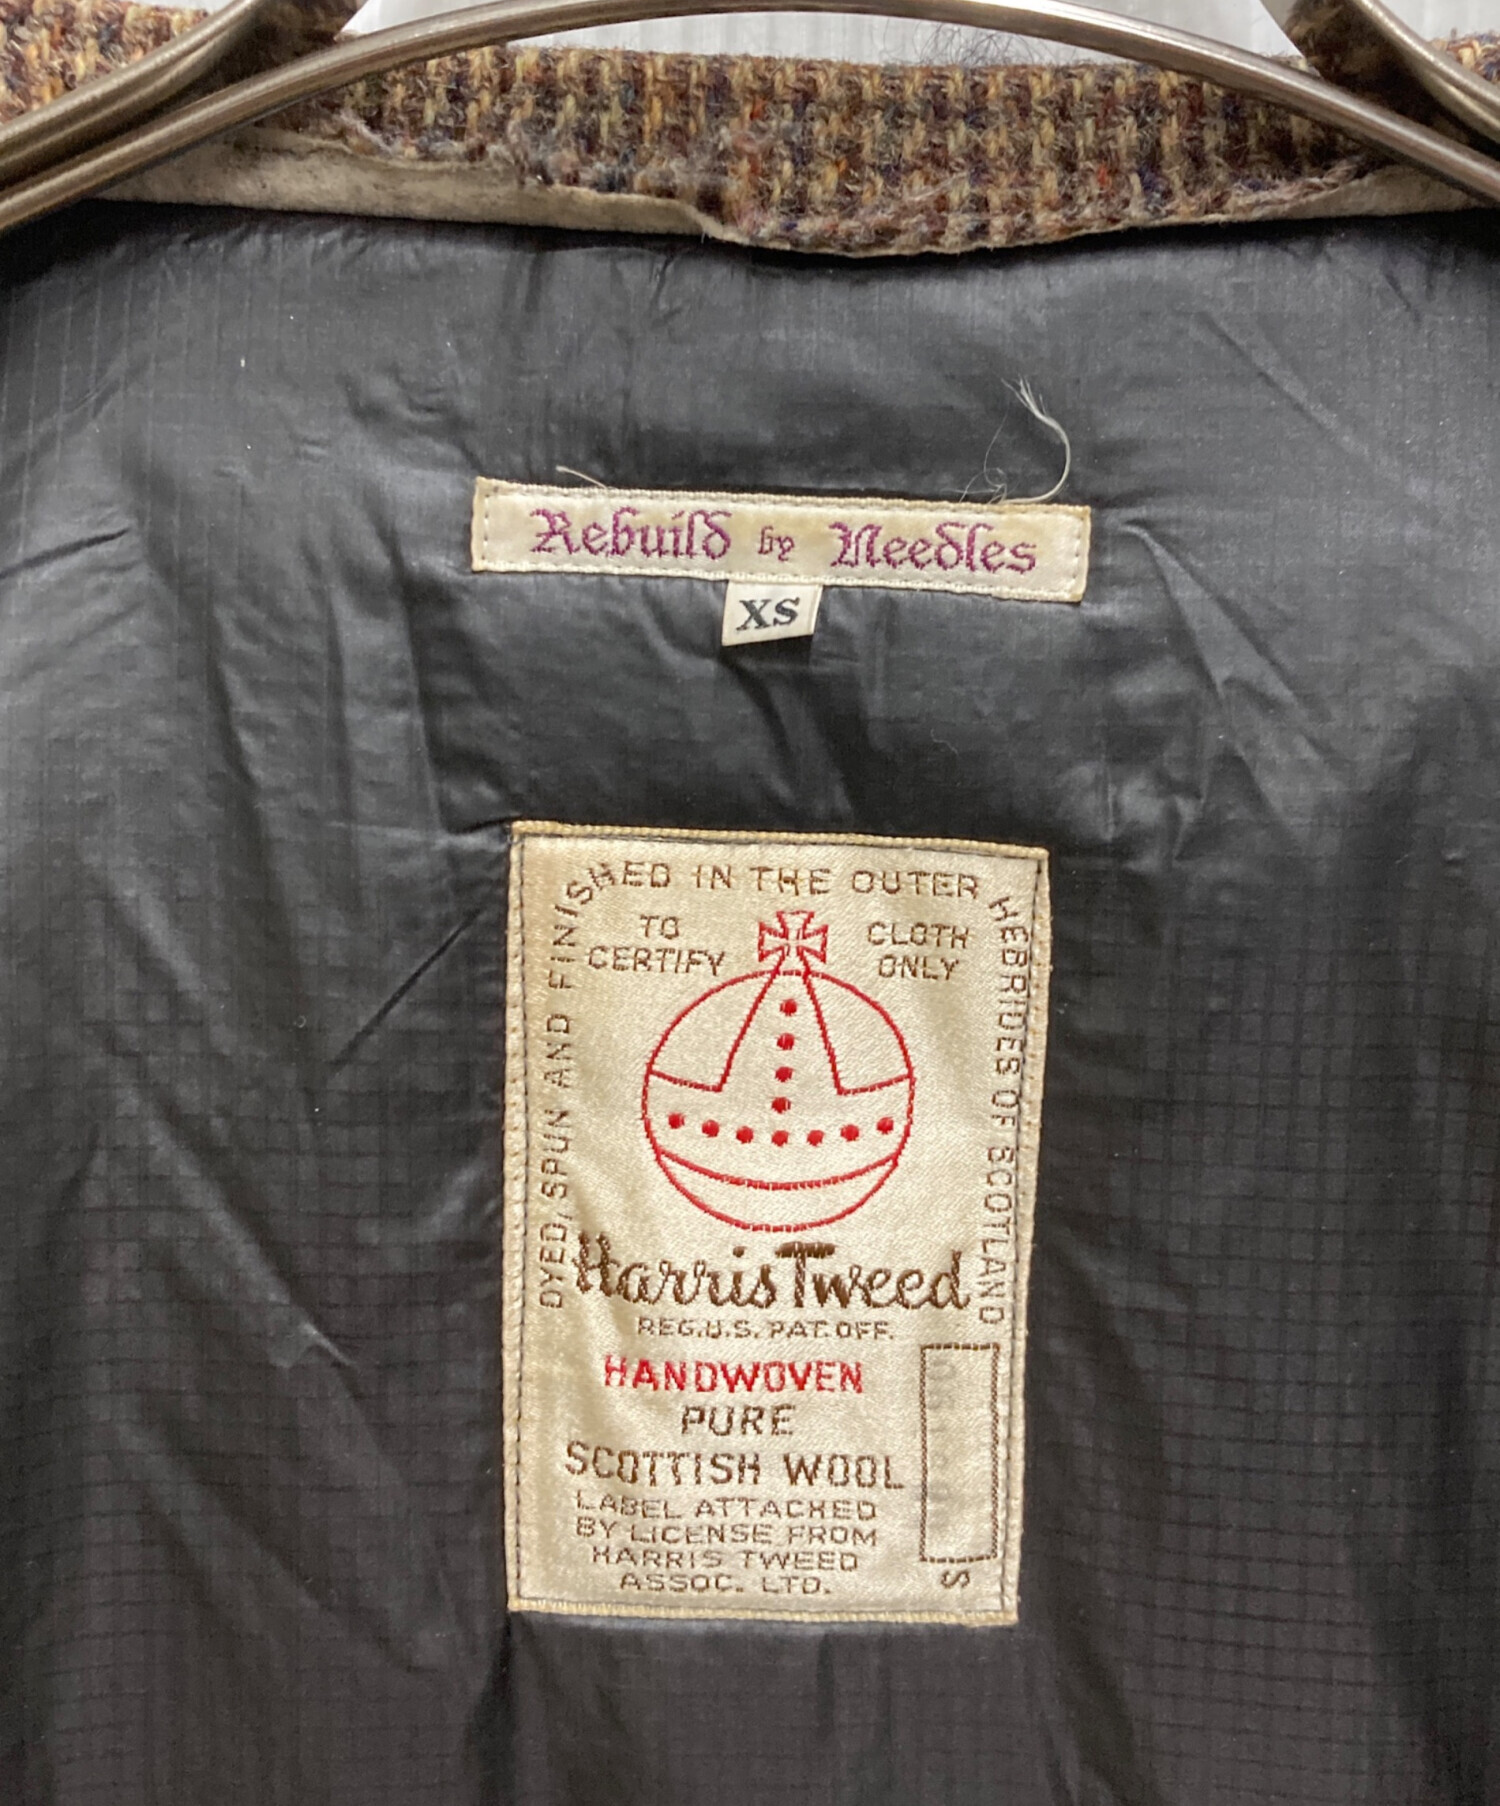 Rebuild by Needles
XS
DYED, SPUN AND FINISHED IN THE OUTER HEBRIDES OF SCOTLAND
TO CERTIFY
CLOTH ONLY
Harris Tweed
REG.U.S. PAT. OFF.
HANDWOVEN
PURE
SCOTTISH WOOL
LABEL ATTACHED
BY LICENSE FROM
HARRIS TWEED
ASSOC. LTD.
S